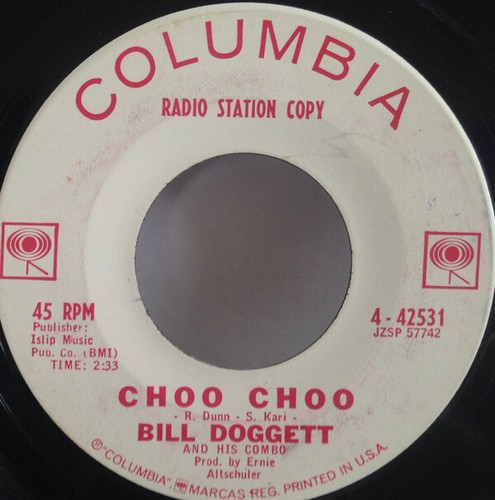 COLUMBIA
RADIO STATION COPY
45 RPM
Publisher:
Islip Music
Pub. Co. (BMI)
TIME: 2:33
4 - 42531
JZSP 57742
CHOO CHOO
- R. Dunn - S. Kari -
BILL DOGGETT
AND HIS COMBO
Prod. by Ernie
Altschuler
® "COLUMBIA", MARCAS REG. PRINTED IN U.S.A.